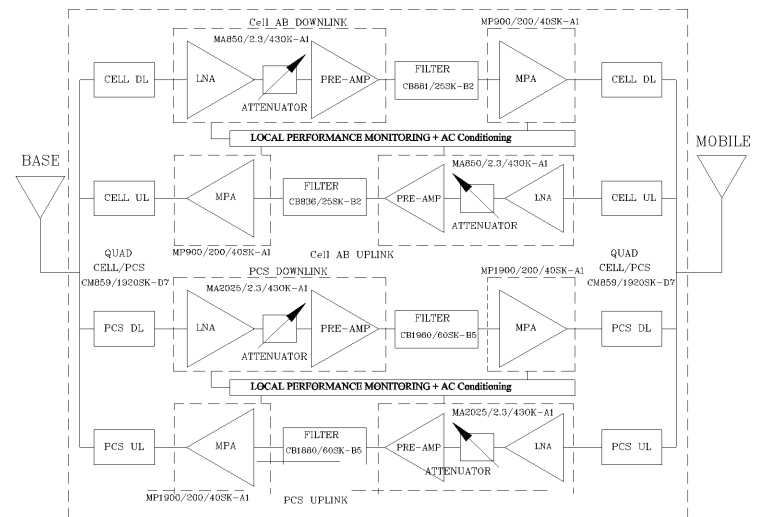 Cell AB DOWNLINK
MA850/2.3/430K-A1
MP900/200/40SK-A1
CELL DL
LNA
ATTENUATOR
PRE-AMP
FILTER
CB881/25SK-B2
MPA
CELL DL
LOCAL PERFORMANCE MONITORING + AC Conditioning
BASE
MOBILE
CELL UL
MPA
MP900/200/40SK-A1
FILTER
CB836/25SK-B2
MA850/2.3/430K-A1
PRE-AMP
ATTENUATOR
LNA
CELL UL
Cell AB UPLINK
QUAD
CELL/PCS
CM859/1920SK-D7
QUAD
CELL/PCS
CM859/1920SK-D7
PCS DOWNLINK
MA2025/2.3/430K-A1
MP1900/200/40SK-A1
PCS DL
LNA
ATTENUATOR
PRE-AMP
FILTER
CB1960/60SK-B5
MPA
PCS DL
LOCAL PERFORMANCE MONITORING + AC Conditioning
PCS UL
MPA
MP1900/200/40SK-A1
FILTER
CB1880/60SK-B5
MA2025/2.3/430K-A1
PRE-AMP
ATTENUATOR
LNA
PCS UL
PCS UPLINK